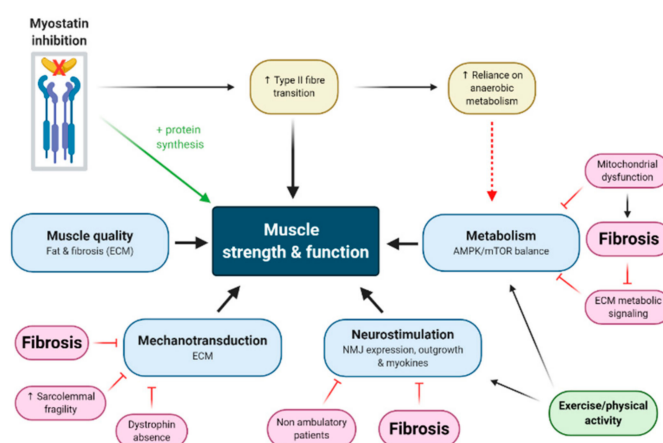 Myostatin
inhibition
↑ Type II fibre
transition
↑ Reliance on
anaerobic
metabolism
+ protein
synthesis
Mitochondrial
dysfunction
Muscle quality
Fat & fibrosis (ECM)
Muscle
strength & function
Metabolism
AMPK/mTOR balance
Fibrosis
ECM metabolic
signaling
Fibrosis
Mechanotransduction
ECM
Neurostimulation
NMJ expression, outgrowth
& myokines
↑ Sarcolemmal
fragility
Dystrophin
absence
Non ambulatory
patients
Fibrosis
Exercise/physical
activity